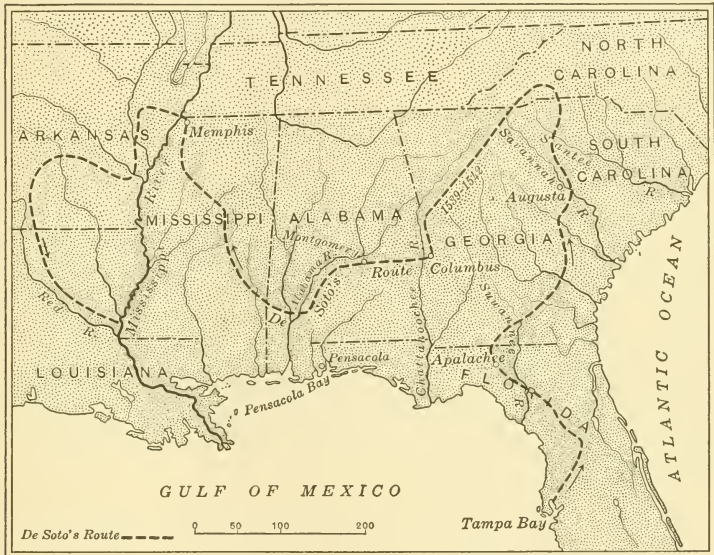 NORTH
CAROLINA
TENNESSEE
ARKANSAS
Memphis
SOUTH
CAROLINA
Santee
R.
Savannah
R.
Augusta
Mississippi
River
MISSISSIPPI
ALABAMA
GEORGIA
1539-1542
Montgomery
Alabama R.
De Soto's Route
Columbus
Chattahoochee
R.
Suwannee
R.
Red R.
LOUISIANA
Pensacola
Pensacola Bay
Apalachee
FLORIDA
ATLANTIC OCEAN
GULF OF MEXICO
Tampa Bay
De Soto's Route
0 50 100 200